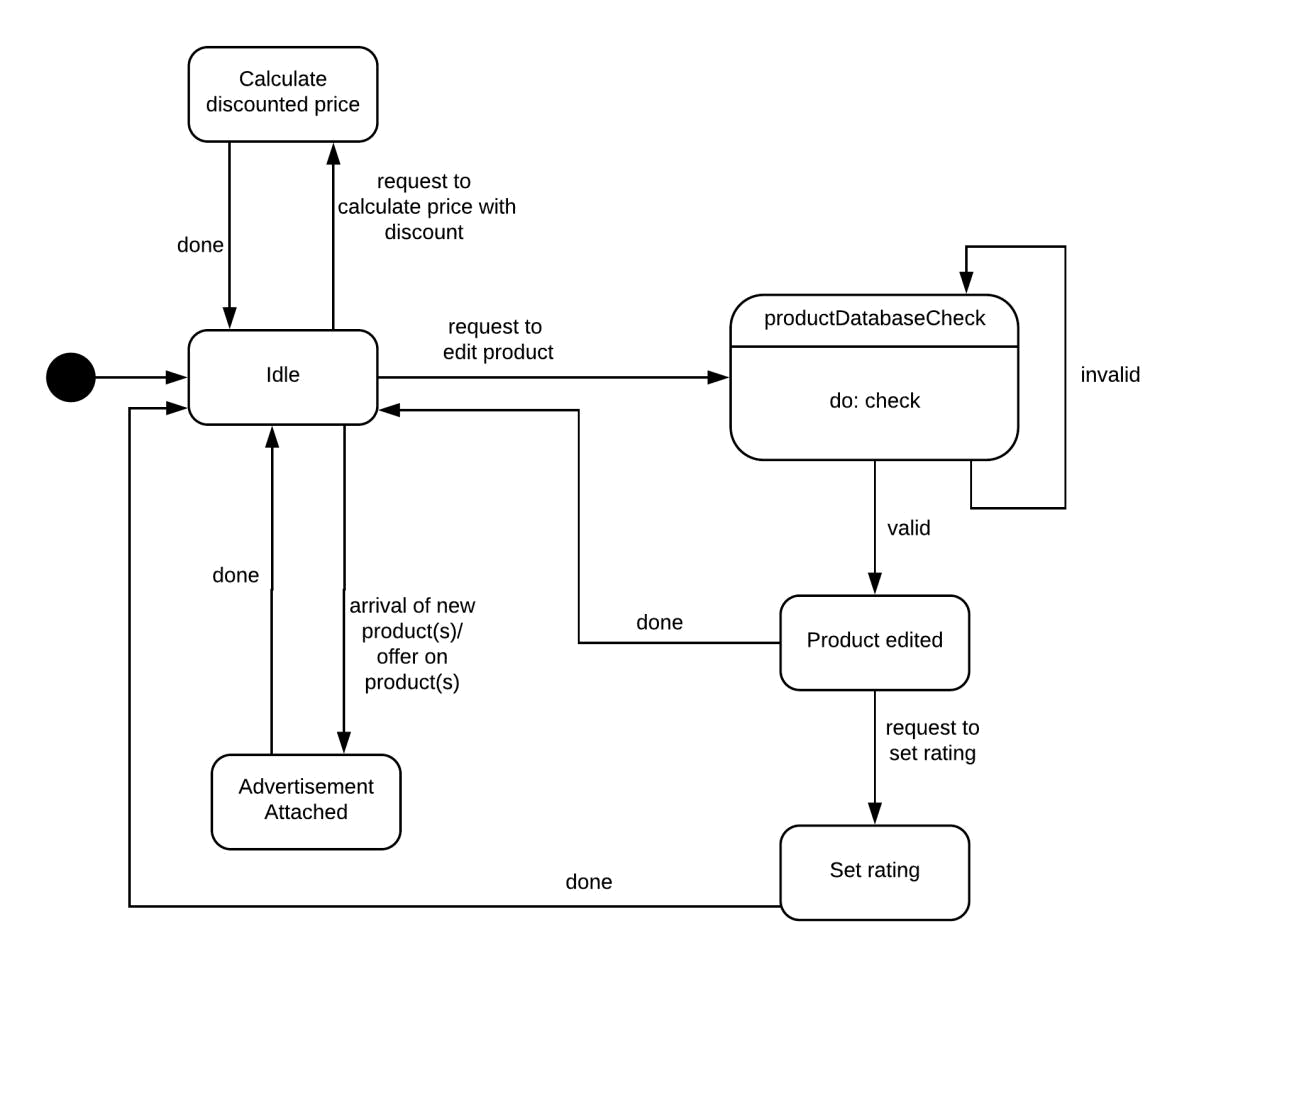 Calculate
discounted price
request to
calculate price with
discount
done
request to
edit product
productDatabaseCheck
Idle
invalid
do: check
valid
done
arrival of new
product(s)/
offer on
product(s)
done
Product edited
request to
set rating
Advertisement
Attached
Set rating
done